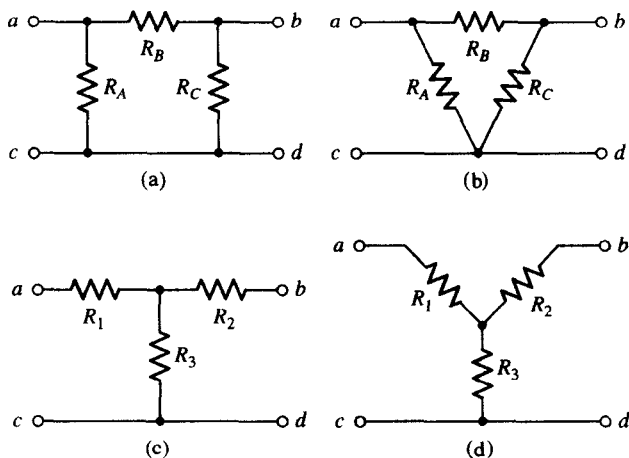 a R_B b a R_B b
R_A R_C R_A R_C
c d c d
(a) (b)
a b
a R_1 R_2 b R_1 R_2
R_3 R_3
c d c d
(c) (d)